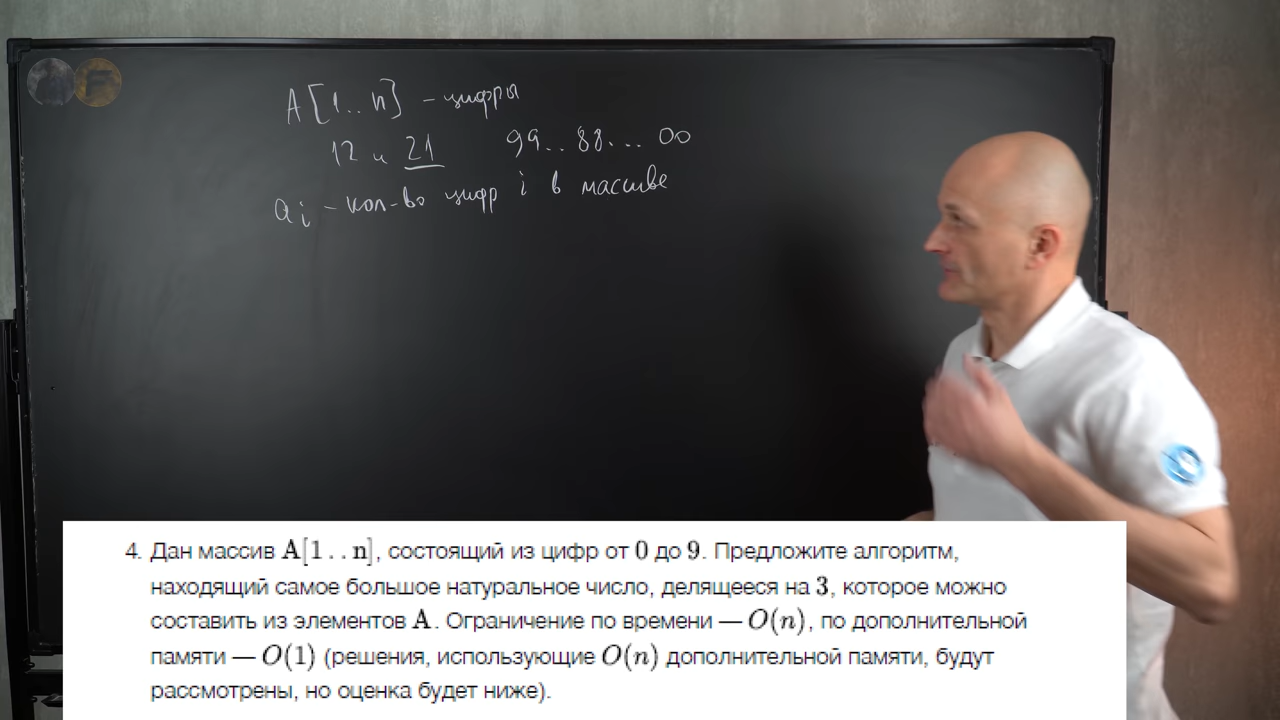 A[1..n] – цифры
12 и 21 99..88... 00
aᵢ – кол-во цифр i в массиве
4. Дан массив A[1..n], состоящий из цифр от 0 до 9. Предложите алгоритм,
находящий самое большое натуральное число, делящееся на 3, которое можно
составить из элементов A. Ограничение по времени — O(n), по дополнительной
памяти — O(1) (решения, использующие O(n) дополнительной памяти, будут
рассмотрены, но оценка будет ниже).